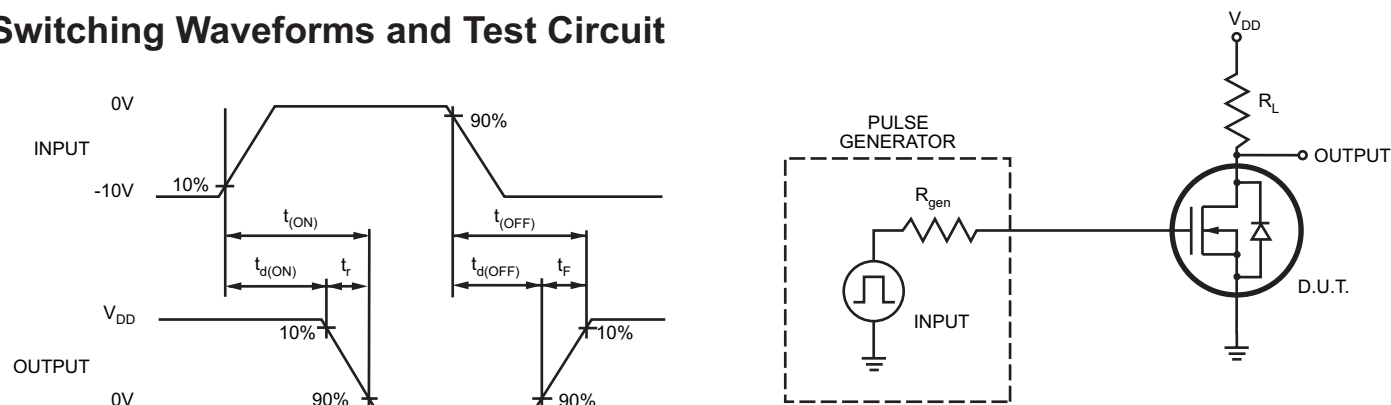 Switching Waveforms and Test Circuit
0V
INPUT
-10V
10%
90%
t(ON)
t(OFF)
td(ON)
tr
td(OFF)
tF
VDD
10%
10%
OUTPUT
0V
90%
90%
PULSE
GENERATOR
Rgen
INPUT
VDD
RL
OUTPUT
D.U.T.